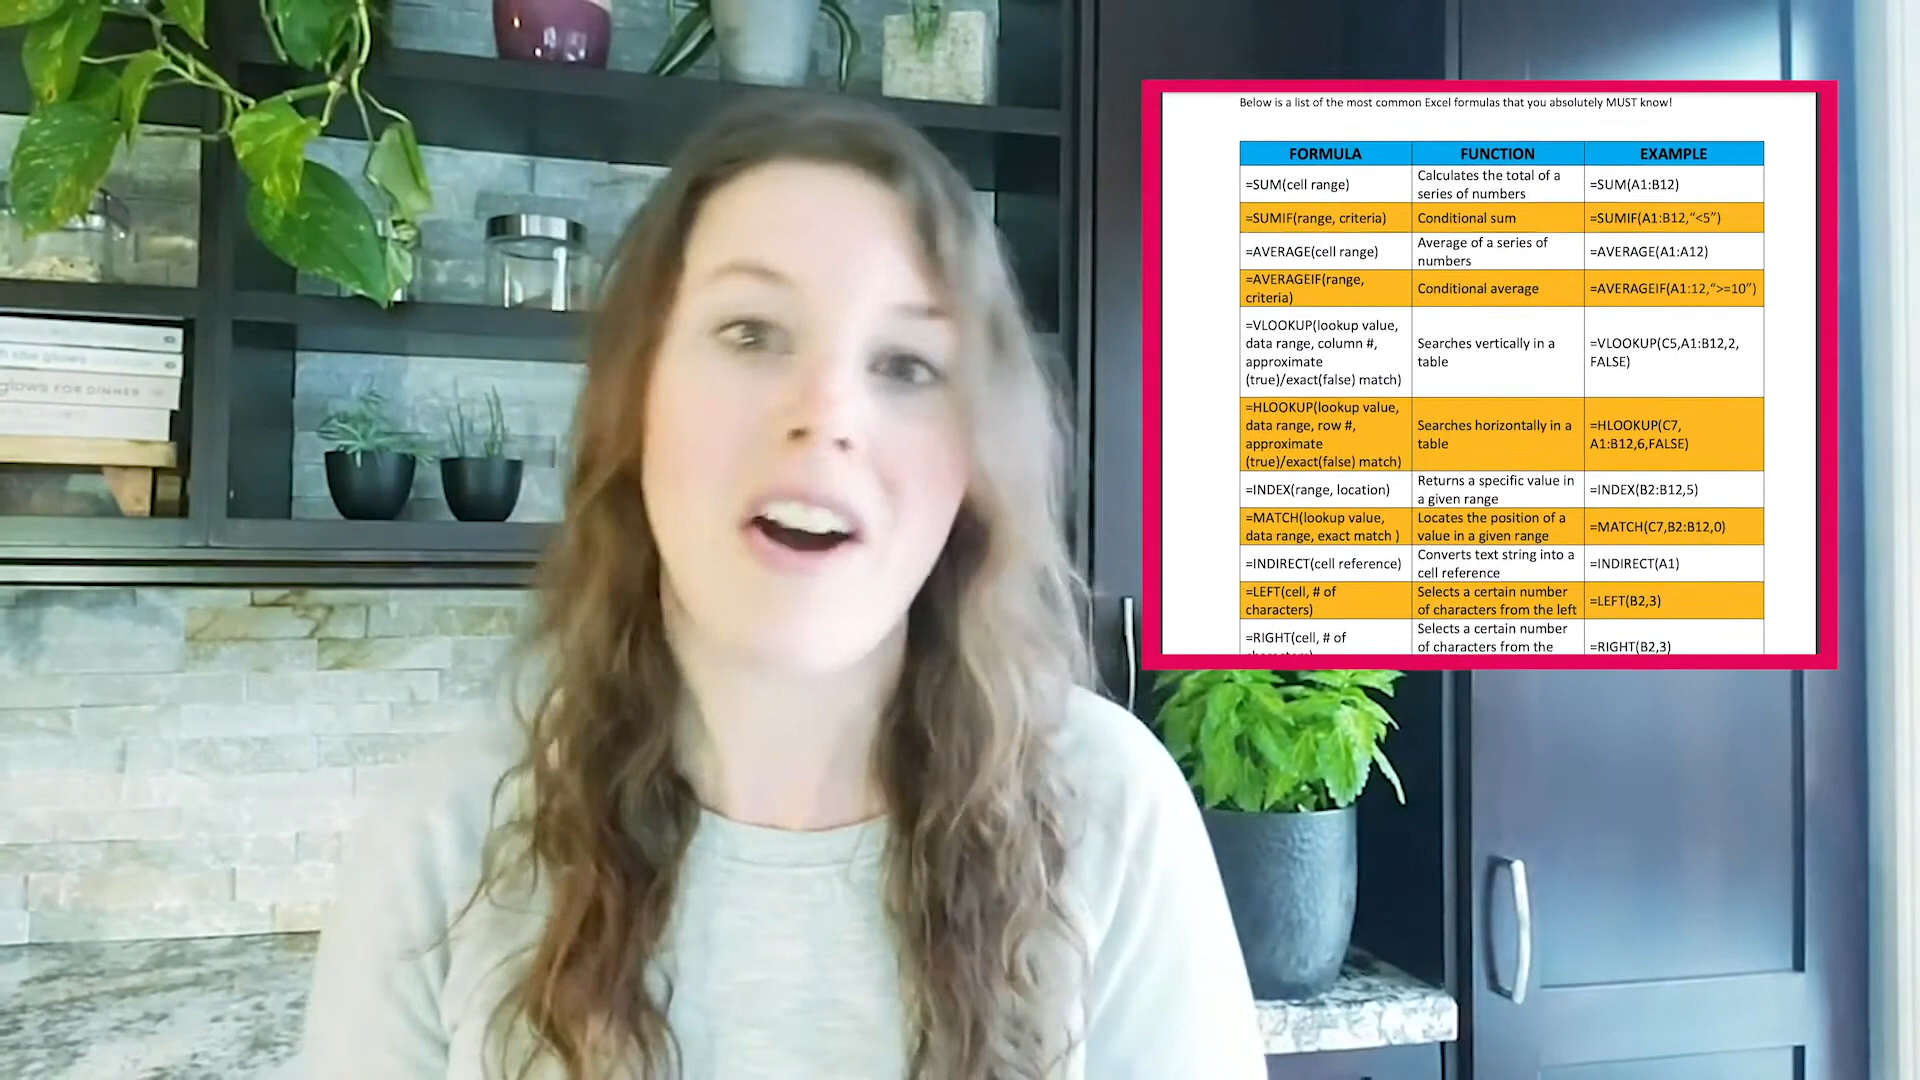 Below is a list of the most common Excel formulas that you absolutely MUST know!
FORMULA FUNCTION EXAMPLE
=SUM(cell range)
Calculates the total of a
series of numbers
=SUM(A1:B12)
=SUMIF(range, criteria)
Conditional sum
=SUMIF(A1:B12,“<5”)
=AVERAGE(cell range)
Average of a series of
numbers
=AVERAGE(A1:A12)
=AVERAGEIF(range,
criteria)
Conditional average
=AVERAGEIF(A1:12,“>=10”)
=VLOOKUP(lookup value,
data range, column #,
approximate
(true)/exact(false) match)
Searches vertically in a
table
=VLOOKUP(C5,A1:B12,2,
FALSE)
=HLOOKUP(lookup value,
data range, row #,
approximate
(true)/exact(false) match)
Searches horizontally in a
table
=HLOOKUP(C7,
A1:B12,6,FALSE)
=INDEX(range, location)
Returns a specific value in
a given range
=INDEX(B2:B12,5)
=MATCH(lookup value,
data range, exact match )
Locates the position of a
value in a given range
=MATCH(C7,B2:B12,0)
=INDIRECT(cell reference)
Converts text string into a
cell reference
=INDIRECT(A1)
=LEFT(cell, # of
characters)
Selects a certain number
of characters from the left
=LEFT(B2,3)
=RIGHT(cell, # of
Selects a certain number
of characters from the
=RIGHT(B2,3)
glows
FOR DINNER